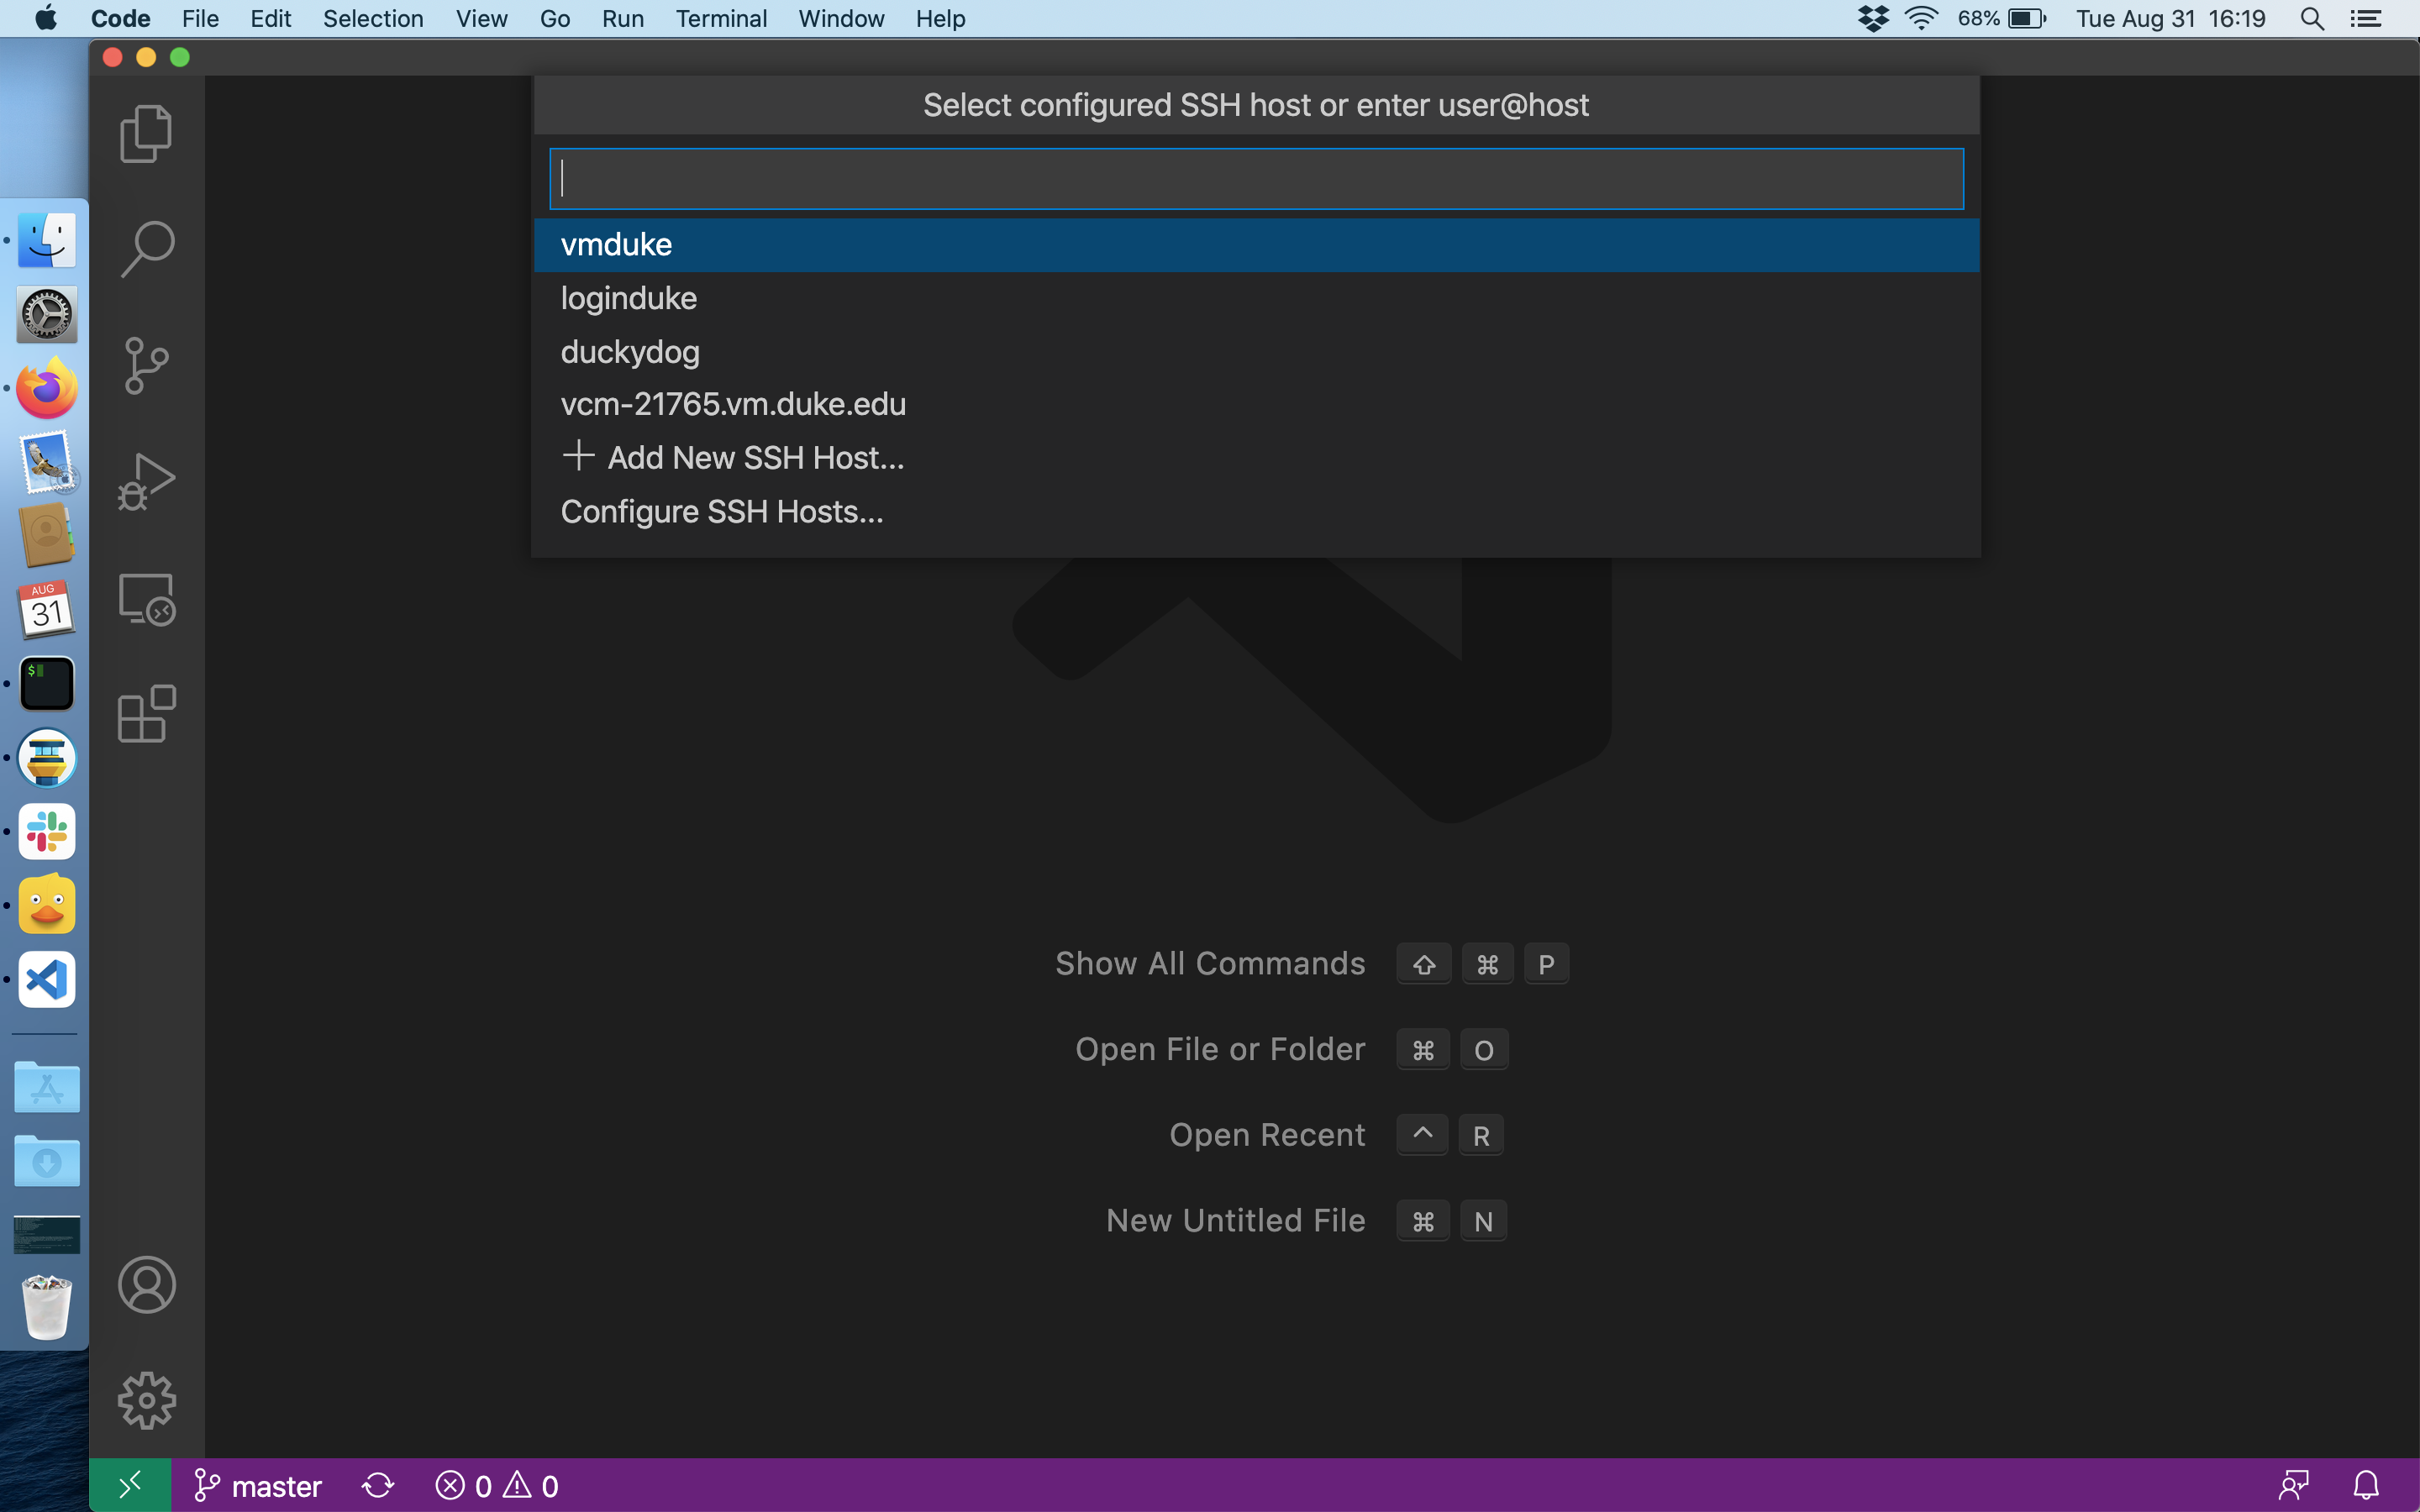 Code File Edit Selection View Go Run Terminal Window Help 68% Tue Aug 31 16:19
Select configured SSH host or enter user@host
vmduke
loginduke
duckydog
vcm-21765.vm.duke.edu
+ Add New SSH Host...
Configure SSH Hosts...
AUG
31
$
Show All Commands ⇧ ⌘ P
Open File or Folder ⌘ O
Open Recent ^ R
New Untitled File ⌘ N
master 0 0